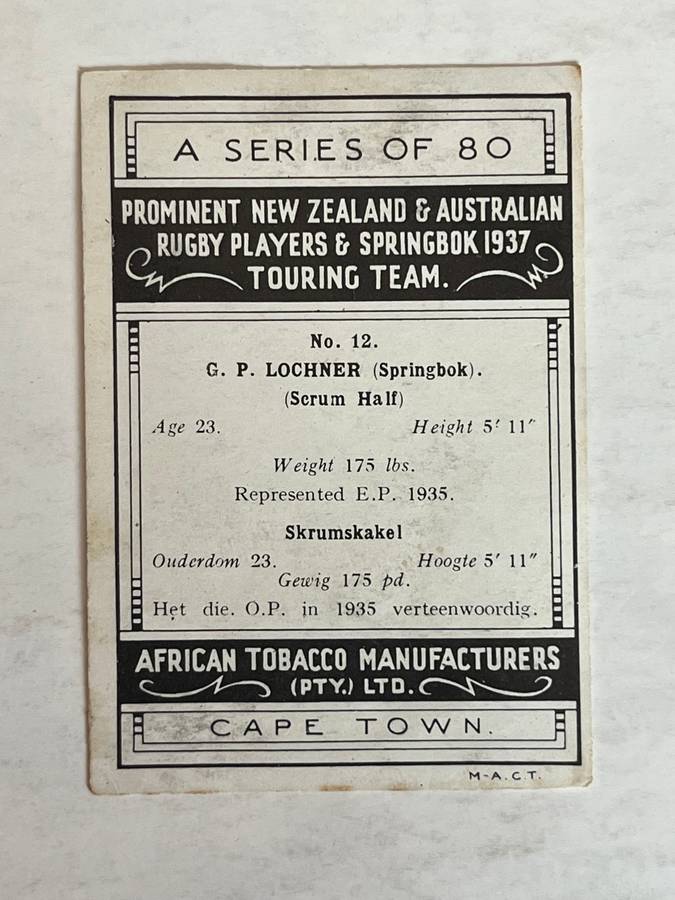 A SERIES OF 80
PROMINENT NEW ZEALAND & AUSTRALIAN
RUGBY PLAYERS & SPRINGBOK 1937
TOURING TEAM.
No. 12.
G. P. LOCHNER (Springbok).
(Scrum Half)
Age 23. Height 5' 11"
Weight 175 lbs.
Represented E.P. 1935.
Skrumskakel
Ouderdom 23. Hoogte 5' 11"
Gewig 175 pd.
Het die. O.P. in 1935 verteenwoordig.
AFRICAN TOBACCO MANUFACTURERS
(PTY.) LTD.
CAPE TOWN.
M-A.C.T.